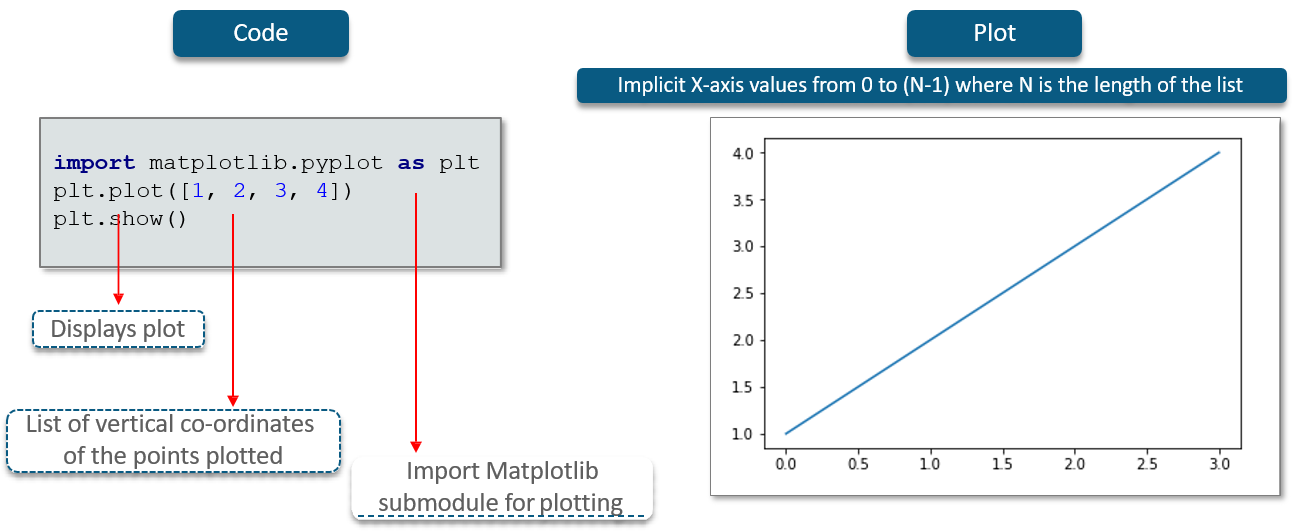 Code
import matplotlib.pyplot as plt
plt.plot([1, 2, 3, 4])
plt.show()
Displays plot
List of vertical co-ordinates
of the points plotted
Import Matplotlib
submodule for plotting
Plot
Implicit X-axis values from 0 to (N-1) where N is the length of the list
4.0
3.5
3.0
2.5
2.0
1.5
1.0
0.0 0.5 1.0 1.5 2.0 2.5 3.0